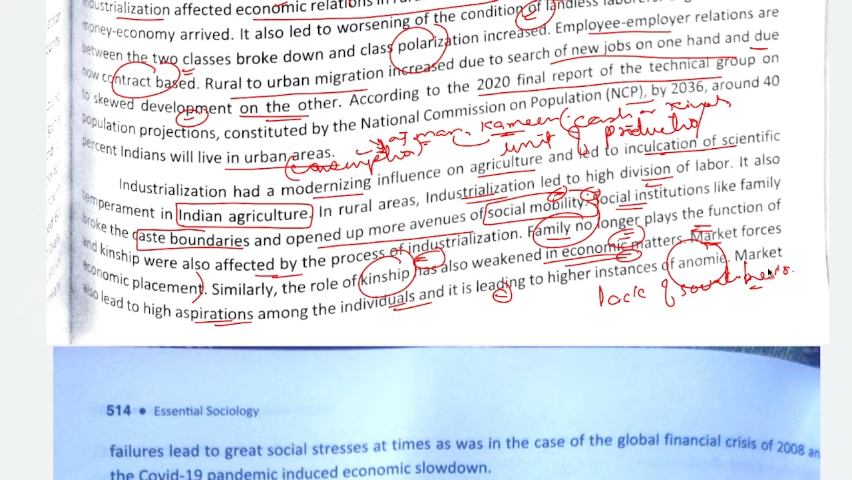 ndustrialization affected economic relations in
money-economy arrived. It also led to worsening of the condition of landless
between the two classes broke down and class polarization increased. Employee-employer relations are
now contract based. Rural to urban migration increased due to search of new jobs on one hand and due
to skewed development on the other. According to the 2020 final report of the technical group on
population projections, constituted by the National Commission on Population (NCP), by 2036, around 40
percent Indians will live in urban areas.
Kameen (cash
unit of production
(consumption)
Industrialization had a modernizing influence on agriculture and led to inculcation of scientific
temperament in Indian agriculture. In rural areas, Industrialization led to high division of labor. It also
broke the caste boundaries and opened up more avenues of social mobility. Social institutions like family
and kinship were also affected by the process of industrialization. Family no longer plays the function of
economic placement. Similarly, the role of kinship has also weakened in economic matters. Market forces
also lead to high aspirations among the individuals and it is leading to higher instances of anomie. Market
lack of
514 • Essential Sociology
failures lead to great social stresses at times as was in the case of the global financial crisis of 2008 an
the Covid-19 pandemic induced economic slowdown.